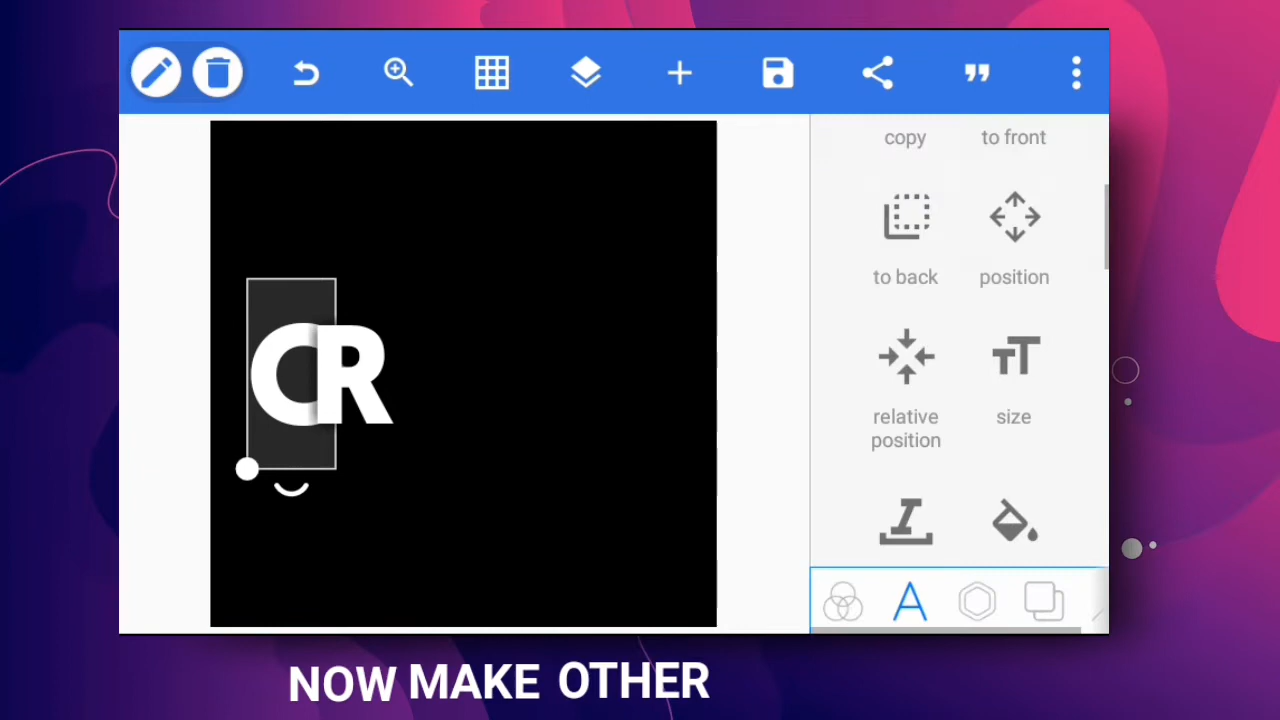 copy
to front
to back
position
CR
relative
position
size
NOW MAKE OTHER